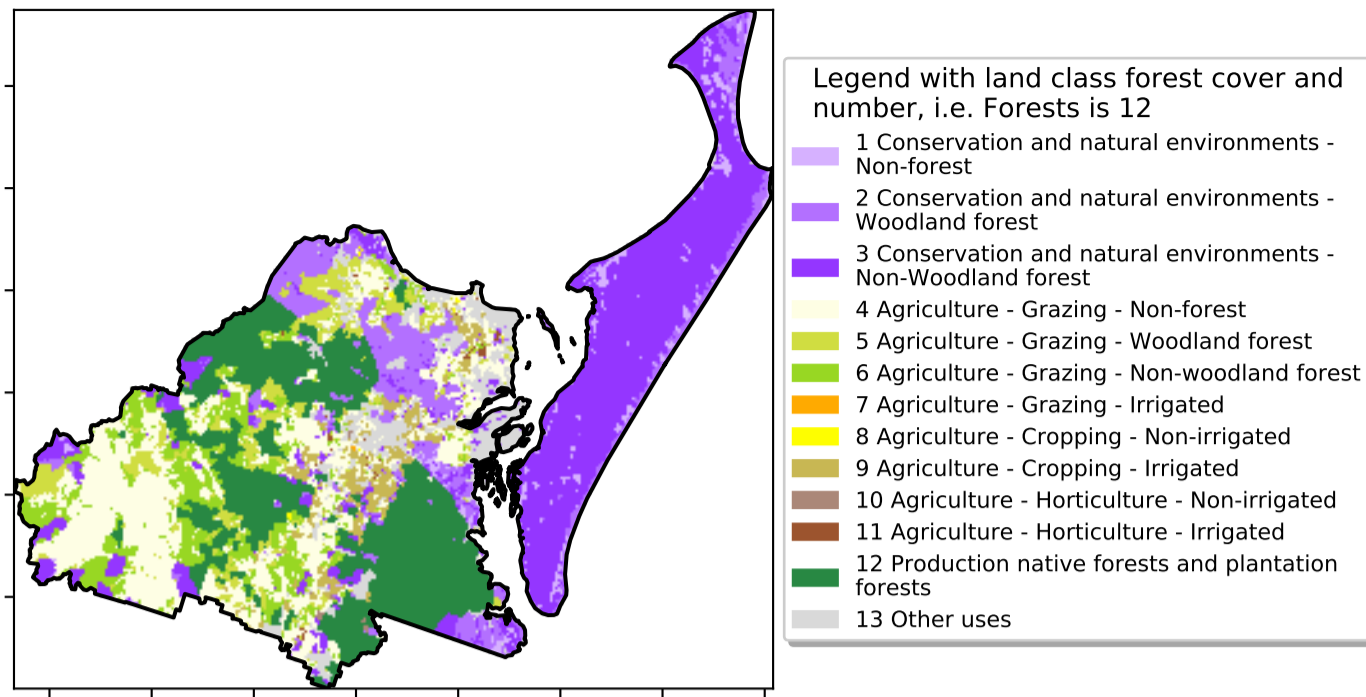 Legend with land class forest cover and
number, i.e. Forests is 12
1 Conservation and natural environments -
Non-forest
2 Conservation and natural environments -
Woodland forest
3 Conservation and natural environments -
Non-Woodland forest
4 Agriculture - Grazing - Non-forest
5 Agriculture - Grazing - Woodland forest
6 Agriculture - Grazing - Non-woodland forest
7 Agriculture - Grazing - Irrigated
8 Agriculture - Cropping - Non-irrigated
9 Agriculture - Cropping - Irrigated
10 Agriculture - Horticulture - Non-irrigated
11 Agriculture - Horticulture - Irrigated
12 Production native forests and plantation
forests
13 Other uses